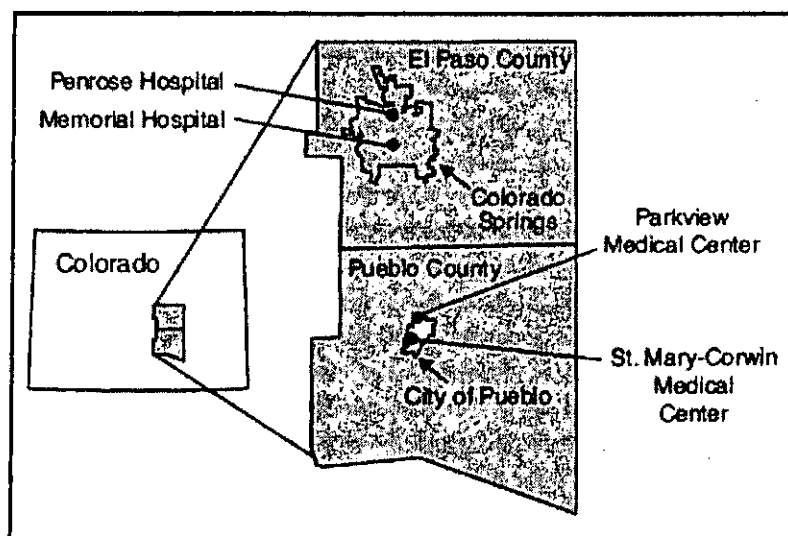 El Paso County
Penrose Hospital
Memorial Hospital
Colorado
Springs
Parkview
Medical Center
Colorado
Pueblo County
St. Mary-Corwin
Medical
Center
City of Pueblo